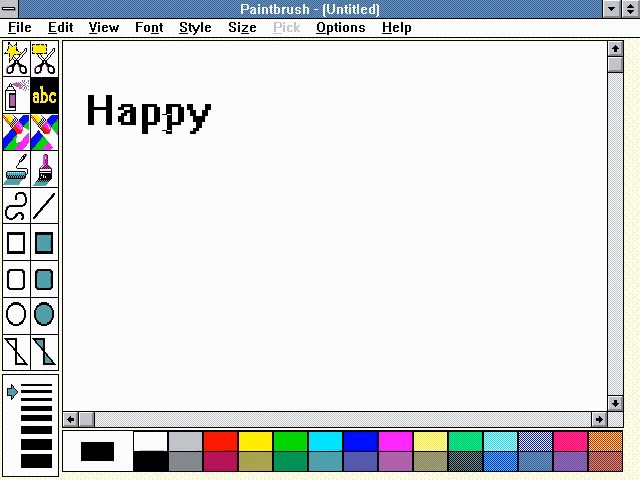 Paintbrush - (Untitled)
File Edit View Font Style Size Pick Options Help
abc
Happy